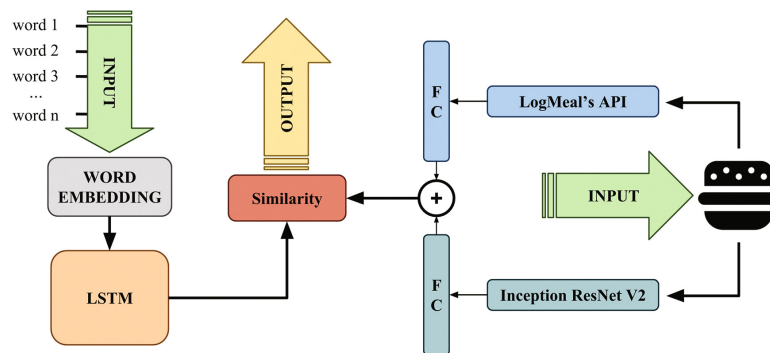 word 1
word 2
word 3
...
word n
INPUT
WORD
EMBEDDING
LSTM
OUTPUT
Similarity
F
C
LogMeal's API
+
INPUT
F
C
Inception ResNet V2